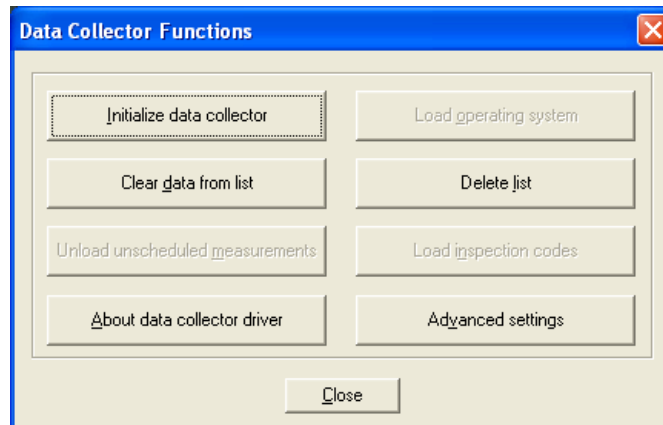 Data Collector Functions
Initialize data collector
Load operating system
Clear data from list
Delete list
Unload unscheduled measurements
Load inspection codes
About data collector driver
Advanced settings
Close